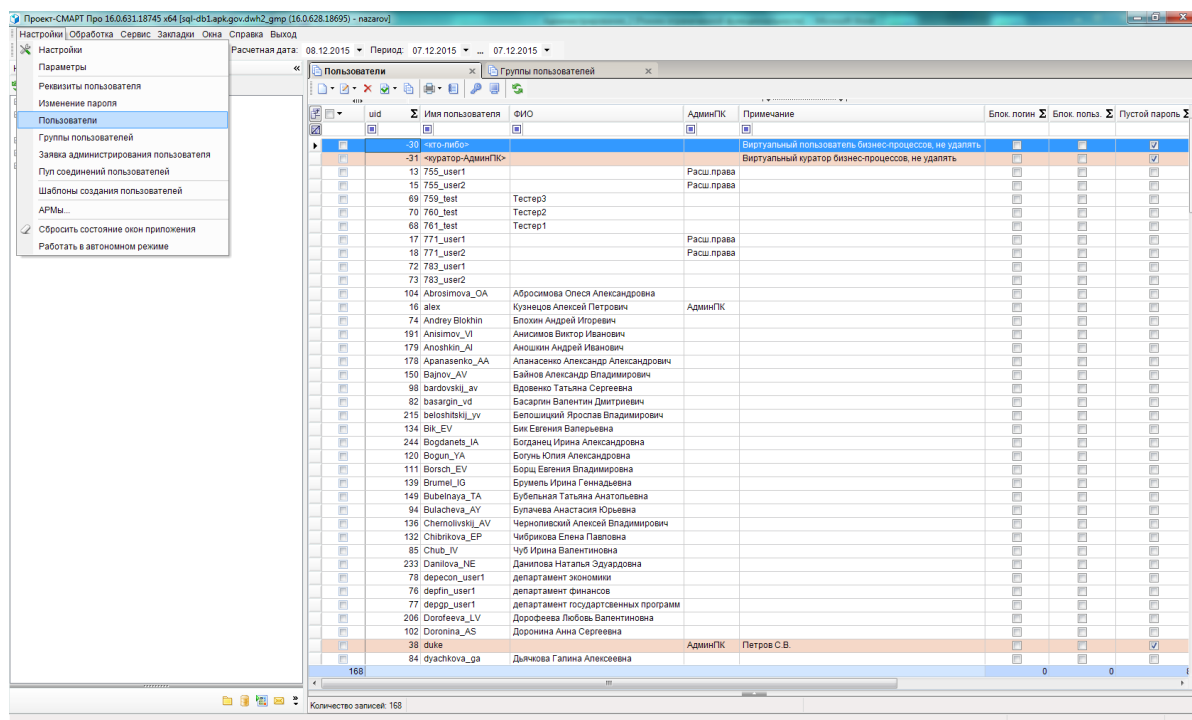 Проект-СМАРТ Про 16.0.631.18745 x64 [sql-db1.apk.gov.dwh2_gmp (16.0.628.18695) - nazarov]
Настройки Обработка Сервис Закладки Окна Справка Выход
Расчетная дата: 08.12.2015 Период: 07.12.2015 ... 07.12.2015
Настройки
Параметры
Реквизиты пользователя
Изменение пароля
Пользователи
Группы пользователей
Заявка администрирования пользователя
Пул соединений пользователей
Шаблоны создания пользователей
АРМы...
Сбросить состояние окон приложения
Работать в автономном режиме
Пользователи Группы пользователей
uid Σ Имя пользователя ФИО АдминПК Примечание Блок. логин Σ Блок. польз. Σ Пустой пароль Σ
-30 <кто-либо> Виртуальный пользователь бизнес-процессов, не удалять
-31 <куратор-АдминПК> Виртуальный куратор бизнес-процессов, не удалять
13 755_user1 Расш.права
15 755_user2 Расш.права
69 759_test Тестер3
70 760_test Тестер2
68 761_test Тестер1
17 771_user1 Расш.права
18 771_user2 Расш.права
72 783_user1
73 783_user2
104 Abrosimova_OA Абросимова Олеся Александровна
16 alex Кузнецов Алексей Петрович АдминПК
74 Andrey Blokhin Блохин Андрей Игоревич
191 Anisimov_VI Анисимов Виктор Иванович
179 Anoshkin_AI Аношкин Андрей Иванович
178 Apanasenko_AA Апанасенко Александр Александрович
150 Bajnov_AV Байнов Александр Владимирович
98 bardovskij_av Вдовенко Татьяна Сергеевна
82 basargin_vd Басаргин Валентин Дмитриевич
215 beloshitskij_yv Белошицкий Ярослав Владимирович
134 Bik_EV Бик Евгения Валерьевна
244 Bogdanets_IA Богданец Ирина Александровна
120 Bogun_YA Богунь Юлия Александровна
111 Borsch_EV Борщ Евгения Владимировна
139 Brumel_IG Брумель Ирина Геннадьевна
149 Bubelnaya_TA Бубельная Татьяна Анатольевна
94 Bulacheva_AY Булачева Анастасия Юрьевна
136 Chernolivskij_AV Черноливский Алексей Владимирович
132 Chibrikova_EP Чибрикова Елена Павловна
85 Chub_IV Чуб Ирина Валентиновна
233 Danilova_NE Данилова Наталья Эдуардовна
78 depecon_user1 департамент экономики
76 depfin_user1 департамент финансов
77 depgp_user1 департамент государтсвенных программ
206 Dorofeeva_LV Дорофеева Любовь Валентиновна
102 Doronina_AS Доронина Анна Сергеевна
38 duke АдминПК Петров С.В.
84 dyachkova_ga Дьячкова Галина Алексеевна
168 0 0
Количество записей: 168